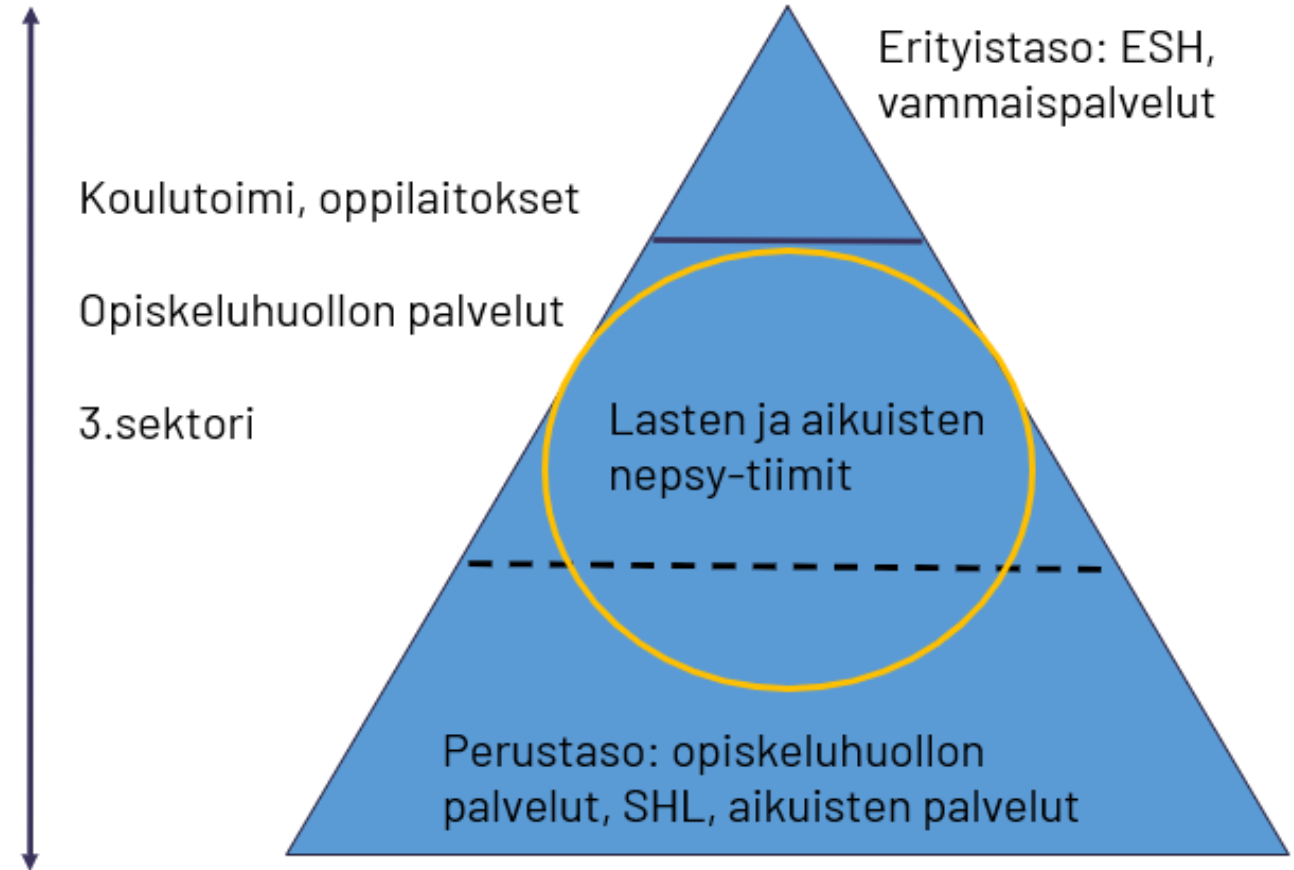 Erityistaso: ESH,
vammaispalvelut
Koulutoimi, oppilaitokset
Opiskeluhuollon palvelut
3.sektori
Lasten ja aikuisten
nepsy-tiimit
Perustaso: opiskeluhuollon
palvelut, SHL, aikuisten palvelut